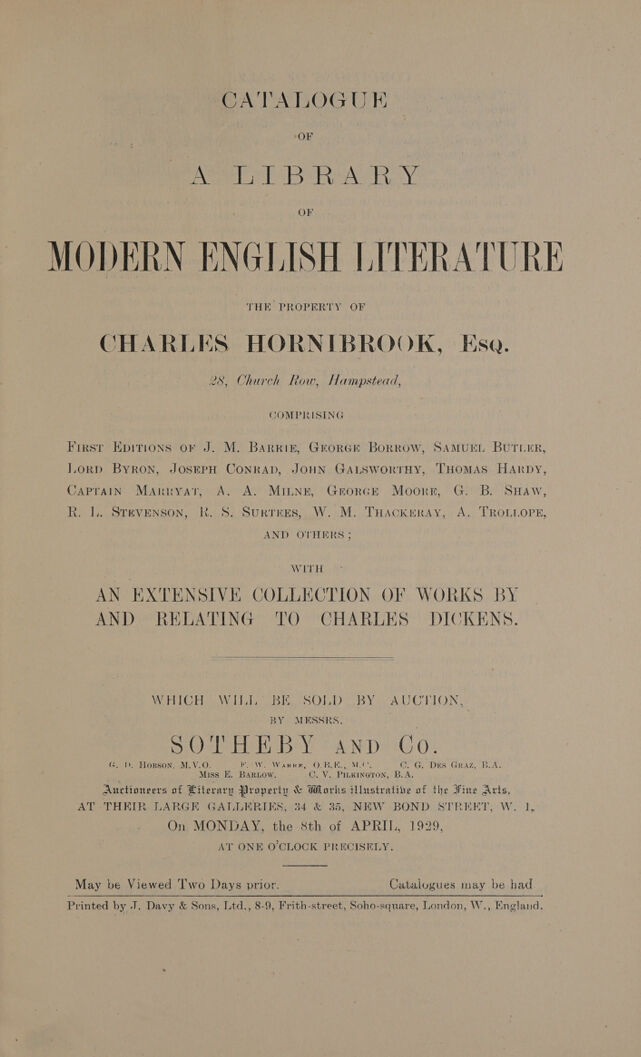 CATALOGUE
OF
A LIBRARY
OF
MODERN ENGLISH LITERATURE
THE PROPERTY OF
CHARLES HORNIBROOK, Esq.
28, Church Row, Hampstead,
COMPRISING
First Editions of J. M. Barrie, George Borrow, Samuel Butler,
Lord Byron, Joseph Conrad, John Galsworthy, Thomas Hardy,
Captain Marryat, A. A. Milne, George Moore, G. B. Shaw,
R. L. Stevenson, R. S. Surtees, W. M. Thackeray, A. Trollope,
AND OTHERS;
WITH
AN EXTENSIVE COLLECTION OF WORKS BY
AND RELATING TO CHARLES DICKENS.
WHICH WILL BE SOLD BY AUCTION,
BY MESSRS.
SOTHEBY AND Co.
G. D. Hobson, M.V.O. F. W. Warre, O.B.E., M.C. C. G. Des Graz, B.A.
Miss E. Barlow. C. V. Pilkington, B.A.
Auctioneers of Literary Property & Works illustrative of the Fine Arts,
AT THEIR LARGE GALLERIES, 34 & 35, NEW BOND STREET, W. 1,
On MONDAY, the 8th of APRIL, 1929,
AT ONE O'CLOCK PRECISELY.
May be Viewed Two Days prior. Catalogues may be had
Printed by J. Davy & Sons, Ltd., 8-9, Frith-street, Soho-square, London, W., England.